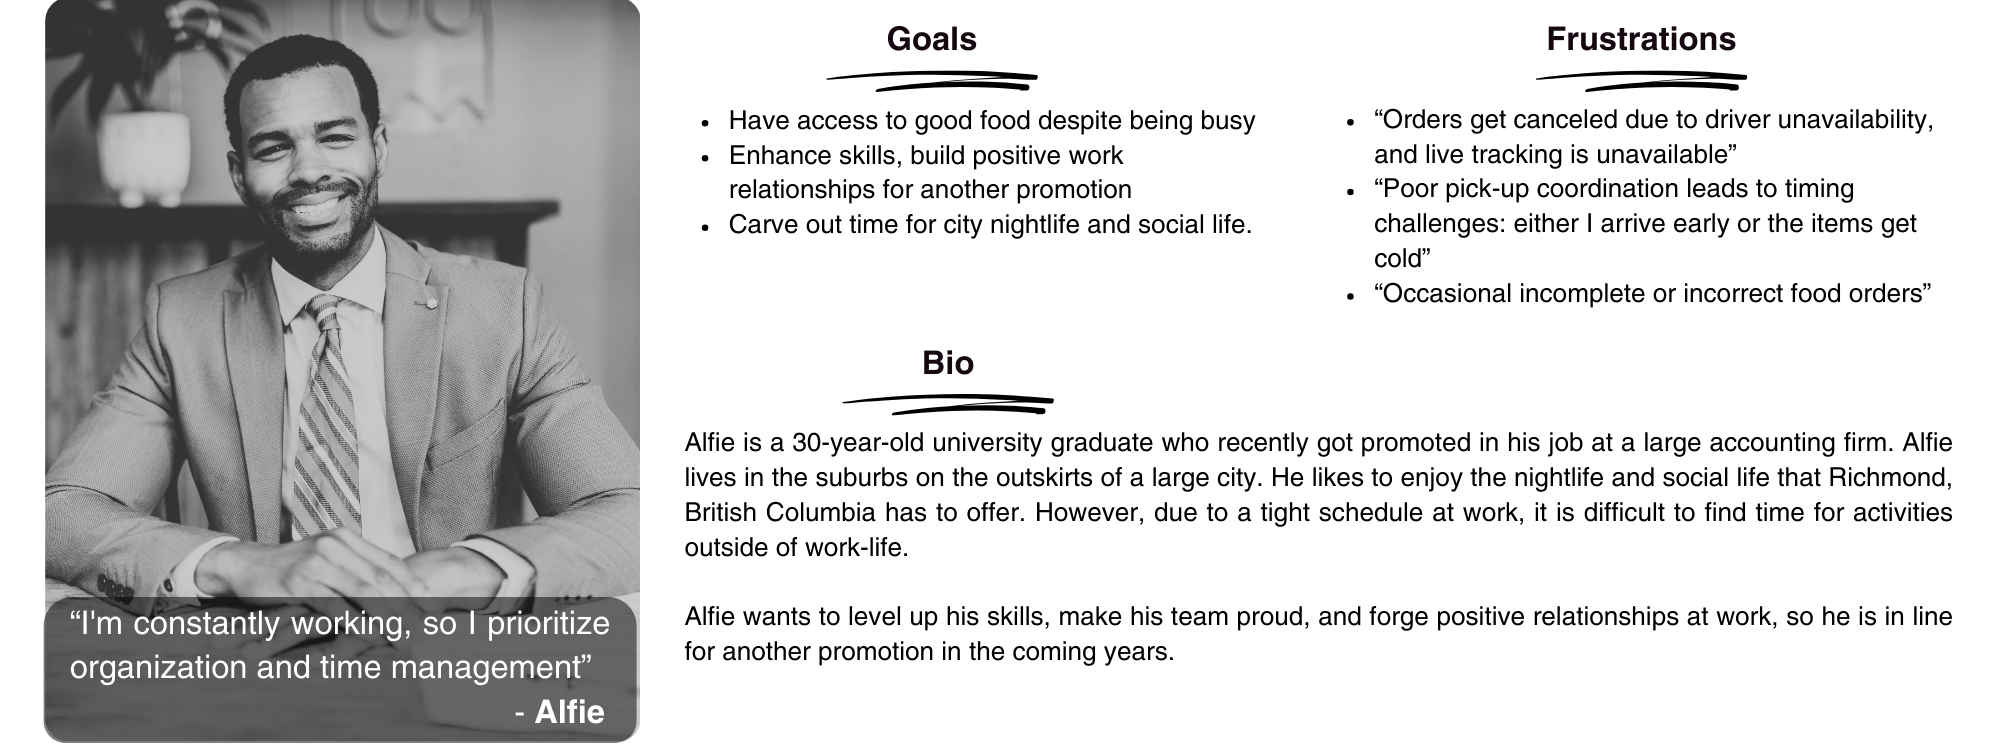 Goals
• Have access to good food despite being busy
• Enhance skills, build positive work
relationships for another promotion
• Carve out time for city nightlife and social life.
Frustrations
• “Orders get canceled due to driver unavailability,
and live tracking is unavailable”
• “Poor pick-up coordination leads to timing
challenges: either I arrive early or the items get
cold”
• “Occasional incomplete or incorrect food orders”
Bio
Alfie is a 30-year-old university graduate who recently got promoted in his job at a large accounting firm. Alfie
lives in the suburbs on the outskirts of a large city. He likes to enjoy the nightlife and social life that Richmond,
British Columbia has to offer. However, due to a tight schedule at work, it is difficult to find time for activities
outside of work-life.
Alfie wants to level up his skills, make his team proud, and forge positive relationships at work, so he is in line
for another promotion in the coming years.
“I'm constantly working, so I prioritize
organization and time management”
- Alfie